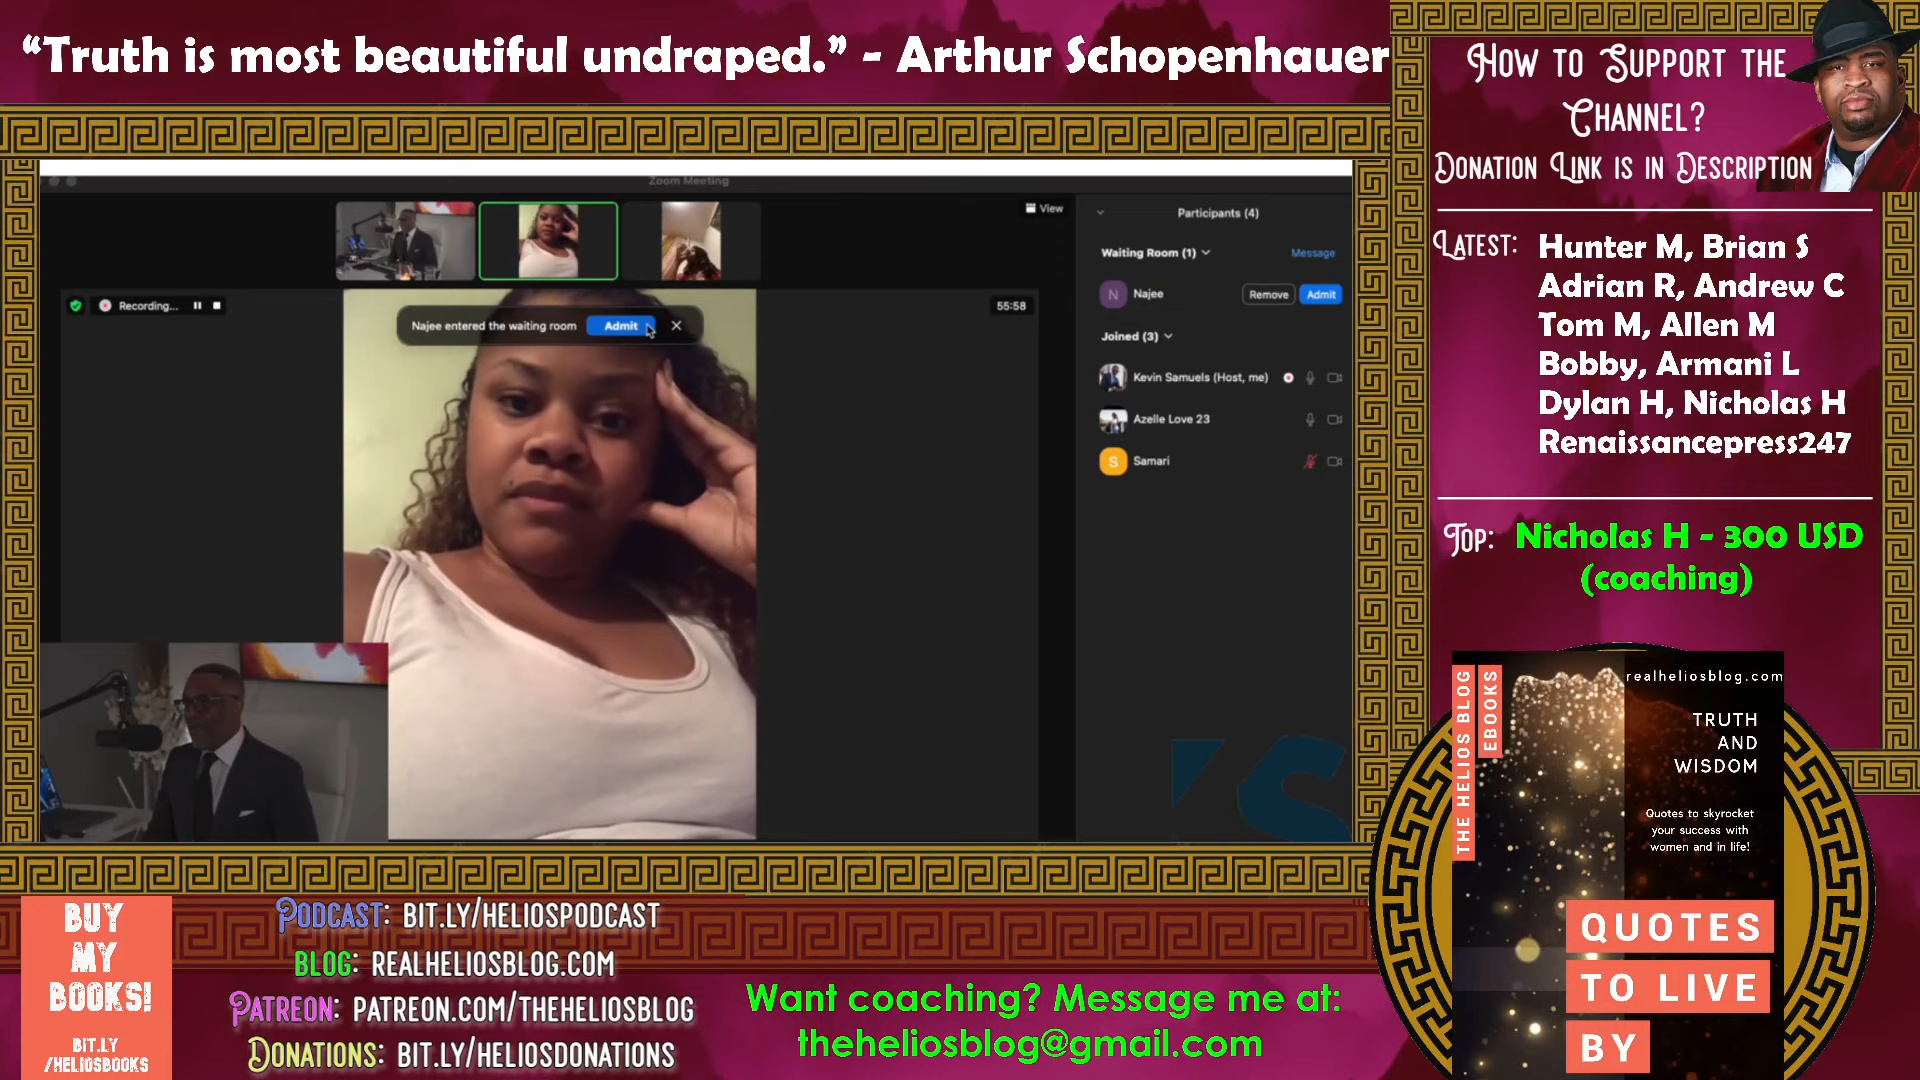 “Truth is most beautiful undraped.” - Arthur Schopenhauer
How to Support the
Channel?
Donation Link is in Description
Latest: Hunter M, Brian S
Adrian R, Andrew C
Tom M, Allen M
Bobby, Armani L
Dylan H, Nicholas H
Renaissancepress247
Top: Nicholas H - 300 USD
(coaching)
Zoom Meeting
View
Recording...
Najee entered the waiting room Admit
55:58
Participants (4)
Waiting Room (1) Message
N Najee Remove Admit
Joined (3)
Kevin Samuels (Host, me)
Azelle Love 23
S Samari
S
THE HELIOS BLOG
EBOOKS
realheliosblog.com
TRUTH
AND
WISDOM
Quotes to skyrocket
your success with
women and in life!
QUOTES
TO LIVE
BY
BUY
MY
BOOKS!
BIT.LY
/HELIOSBOOKS
Podcast: bit.ly/heliospodcast
Blog: realheliosblog.com
Patreon: patreon.com/theheliosblog
Donations: bit.ly/heliosdonations
Want coaching? Message me at:
theheliosblog@gmail.com